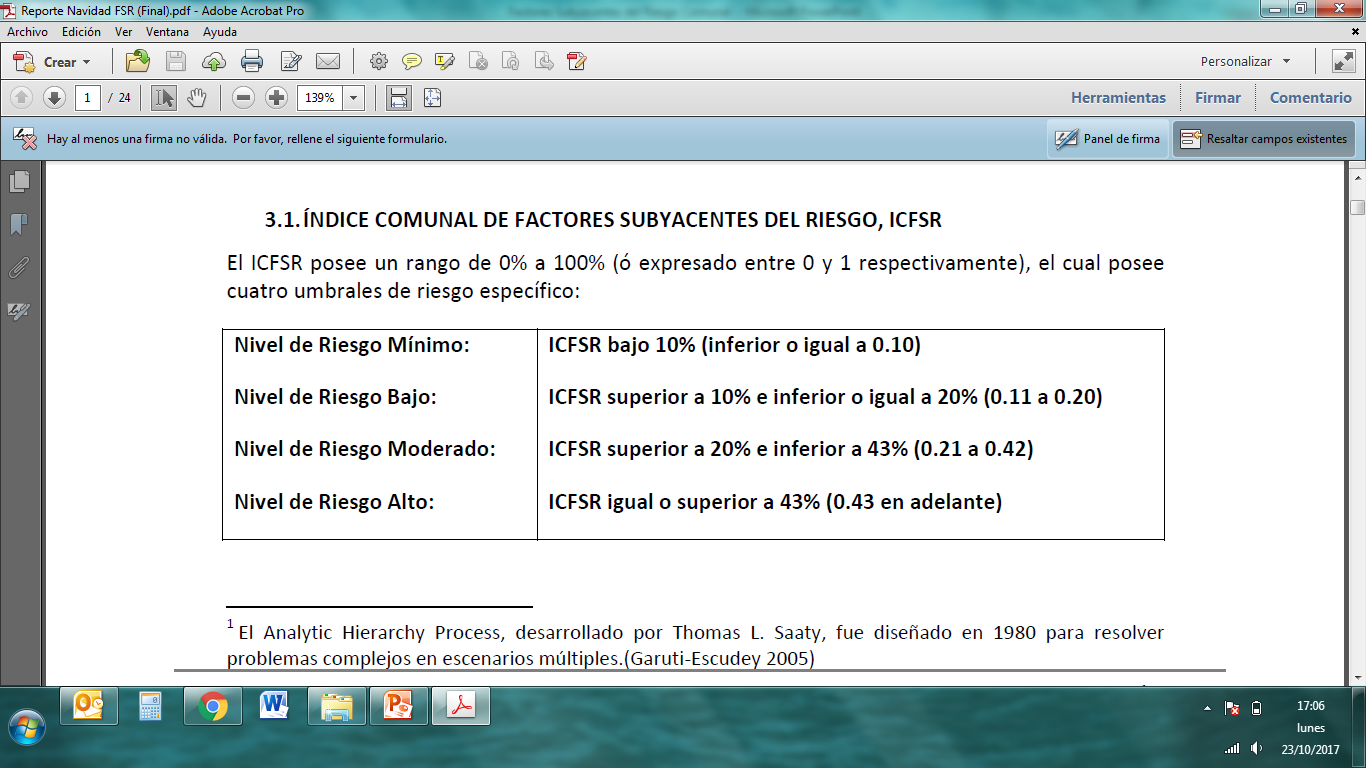 Reporte Navidad FSR (Final).pdf - Adobe Acrobat Pro
Archivo Edición Ver Ventana Ayuda
Crear Personalizar
1 / 24 139% Herramientas Firmar Comentario
Hay al menos una firma no válida. Por favor, rellene el siguiente formulario. Panel de firma Resaltar campos existentes
3.1. ÍNDICE COMUNAL DE FACTORES SUBYACENTES DEL RIESGO, ICFSR
El ICFSR posee un rango de 0% a 100% (ó expresado entre 0 y 1 respectivamente), el cual posee
cuatro umbrales de riesgo específico:
Nivel de Riesgo Mínimo: ICFSR bajo 10% (inferior o igual a 0.10)
Nivel de Riesgo Bajo: ICFSR superior a 10% e inferior o igual a 20% (0.11 a 0.20)
Nivel de Riesgo Moderado: ICFSR superior a 20% e inferior a 43% (0.21 a 0.42)
Nivel de Riesgo Alto: ICFSR igual o superior a 43% (0.43 en adelante)
1 El Analytic Hierarchy Process, desarrollado por Thomas L. Saaty, fue diseñado en 1980 para resolver
problemas complejos en escenarios múltiples.(Garuti-Escudey 2005)
17:06
lunes
23/10/2017